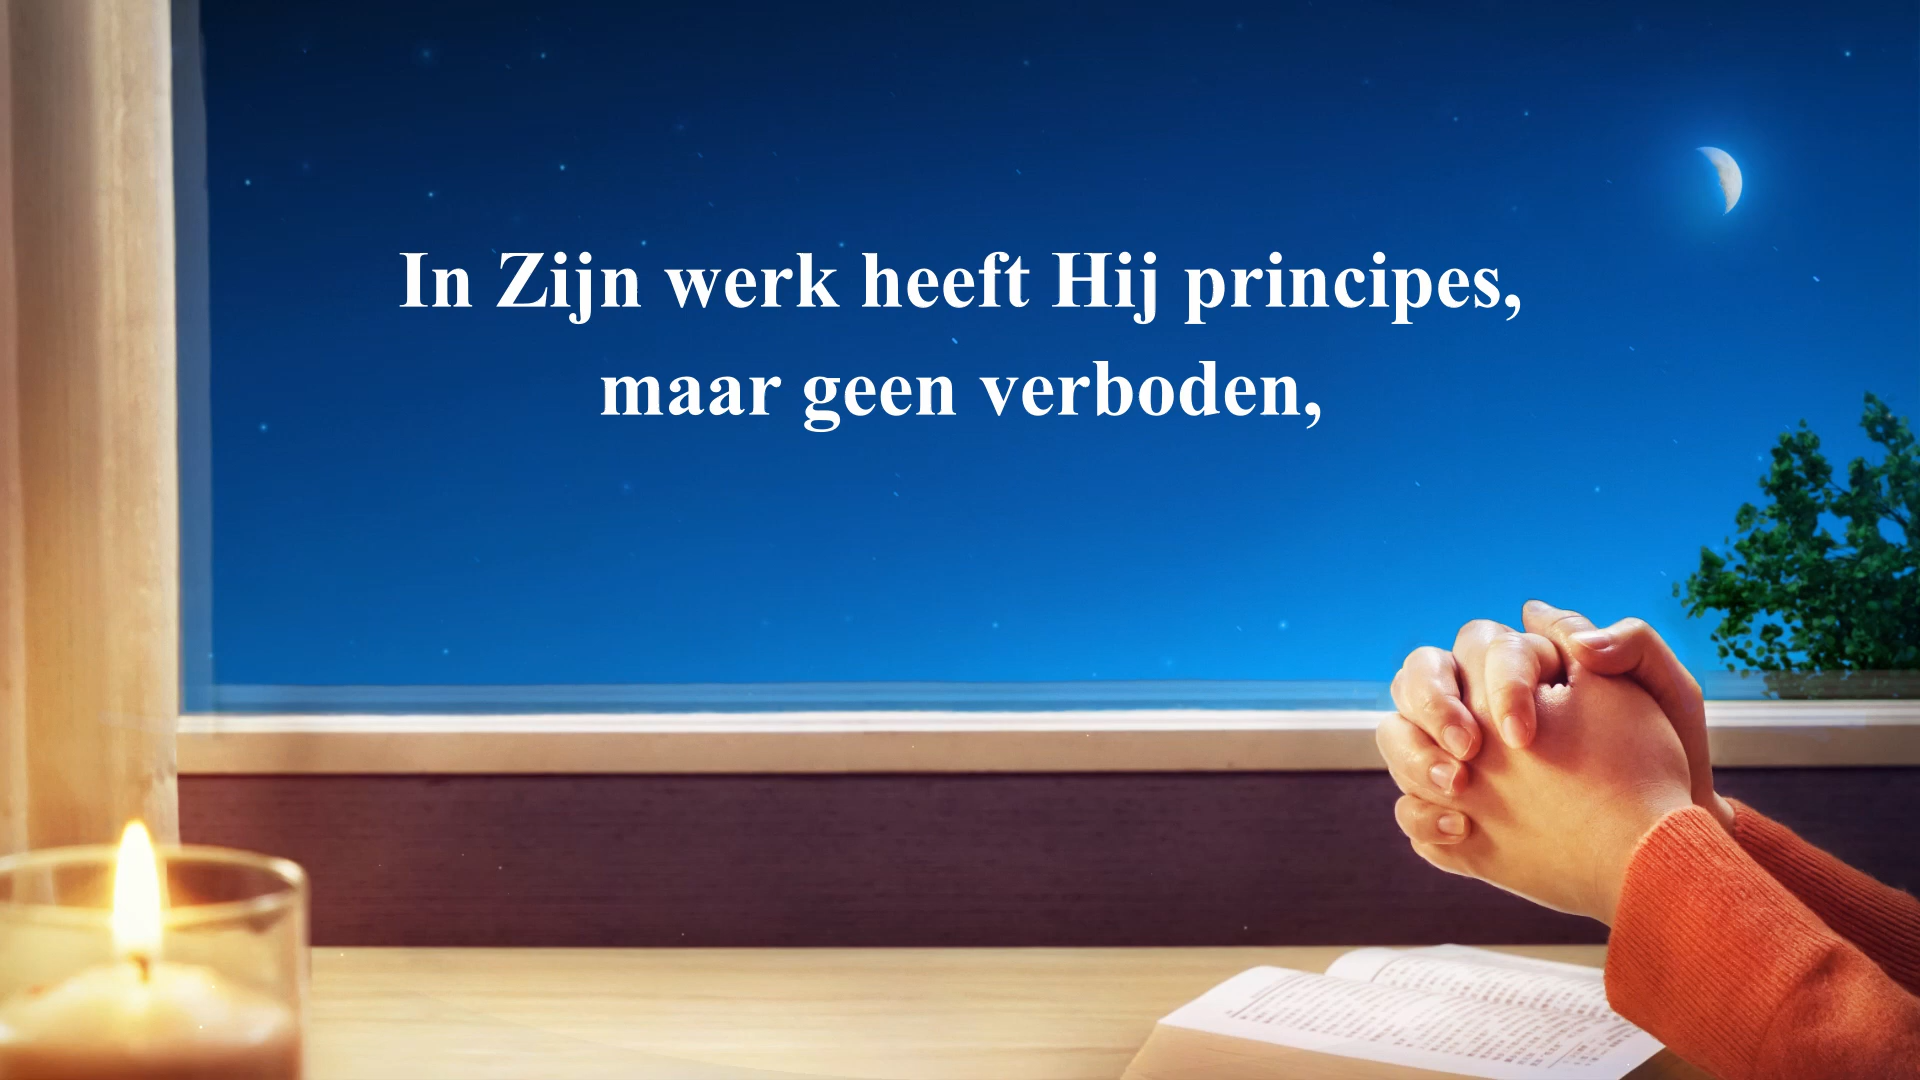 In Zijn werk heeft Hij principes,
maar geen verboden,